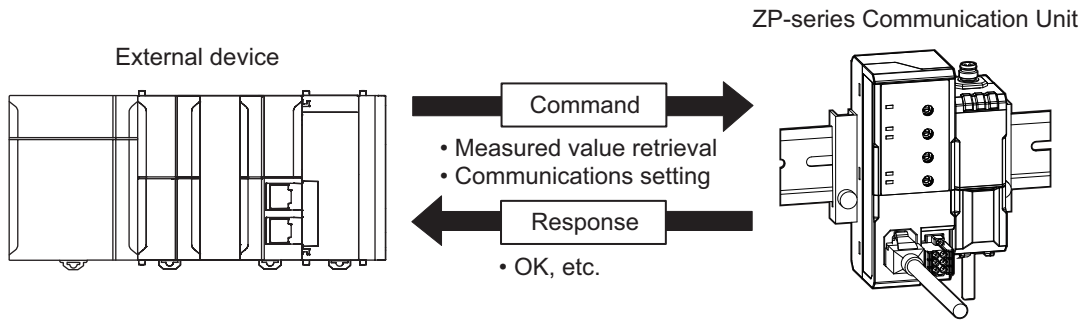 ZP-series Communication Unit
External device
Command
• Measured value retrieval
• Communications setting
Response
• OK, etc.